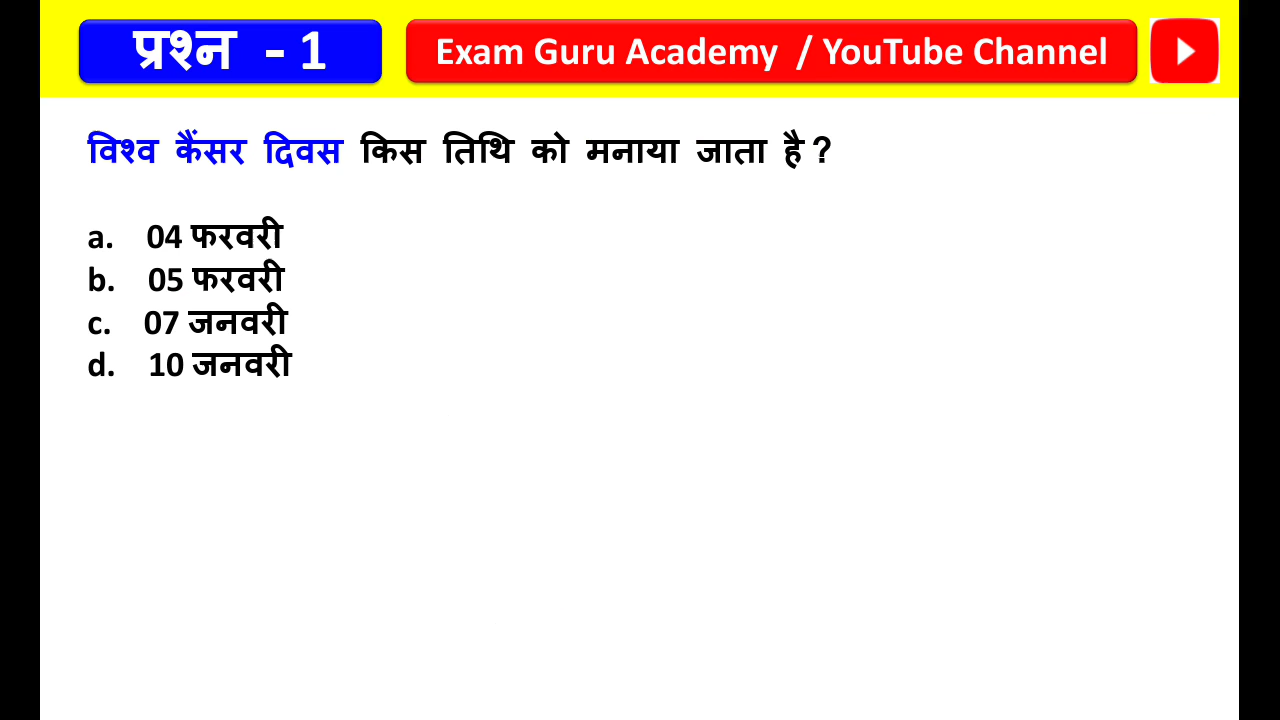 प्रश्न - 1
Exam Guru Academy / YouTube Channel
विश्व कैंसर दिवस किस तिथि को मनाया जाता है ?
a. 04 फरवरी
b. 05 फरवरी
c. 07 जनवरी
d. 10 जनवरी